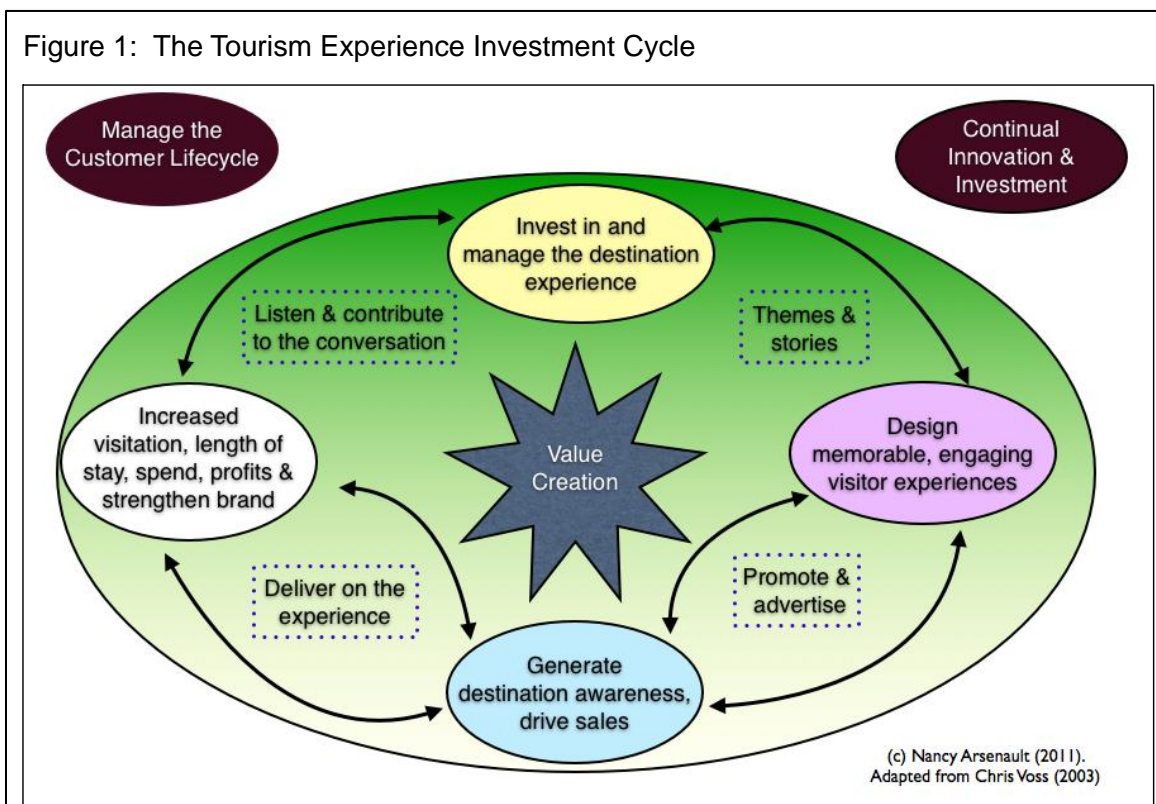 Figure 1:  The Tourism Experience Investment Cycle
Manage the
Customer Lifecycle
Continual
Innovation &
Investment
Invest in and
manage the destination
experience
Listen & contribute
to the conversation
Themes &
stories
Increased
visitation, length of
stay, spend, profits &
strengthen brand
Value
Creation
Design
memorable, engaging
visitor experiences
Deliver on the
experience
Promote &
advertise
Generate
destination awareness,
drive sales
(c) Nancy Arsenault (2011).
Adapted from Chris Voss (2003)